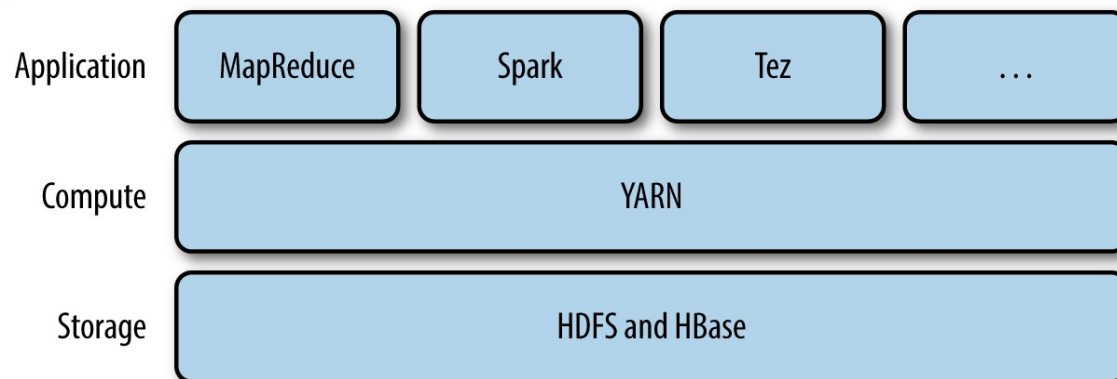 Application MapReduce Spark Tez ...
Compute YARN
Storage HDFS and HBase